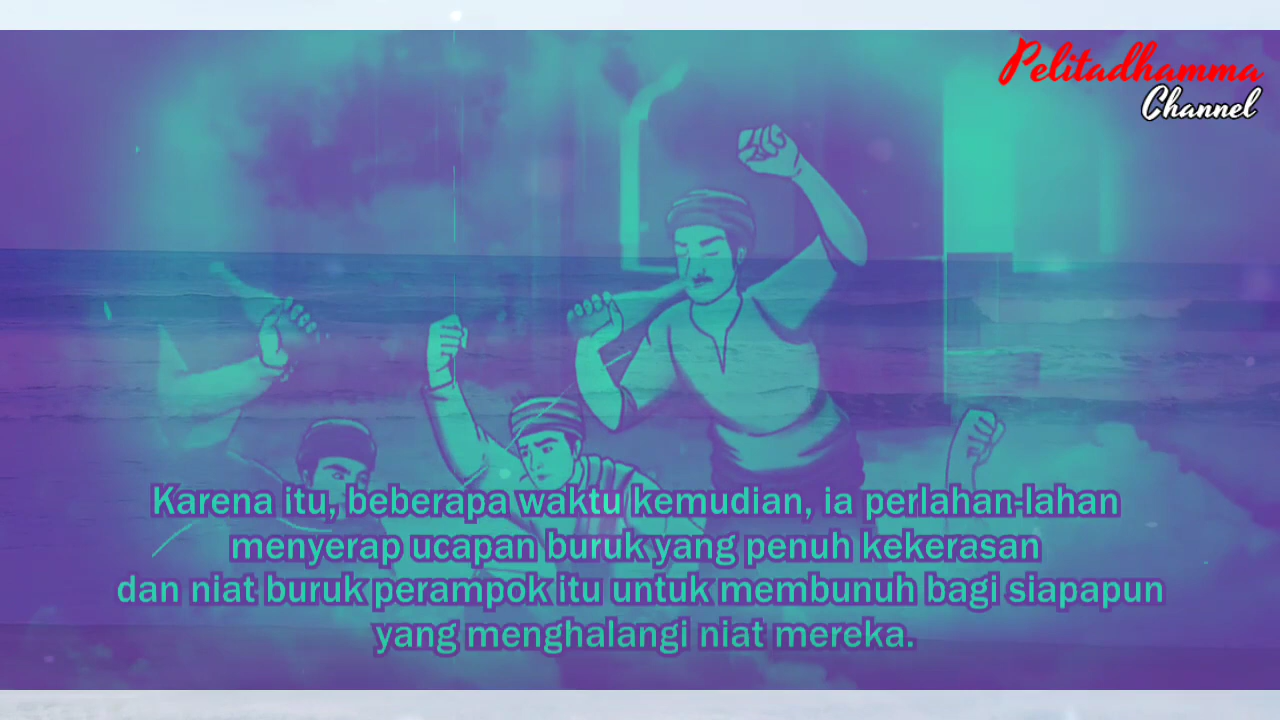 Pelitadhamma
Channel
Karena itu, beberapa waktu kemudian, ia perlahan-lahan
menyerap ucapan buruk yang penuh kekerasan
dan niat buruk perampok itu untuk membunuh bagi siapapun
yang menghalangi niat mereka.